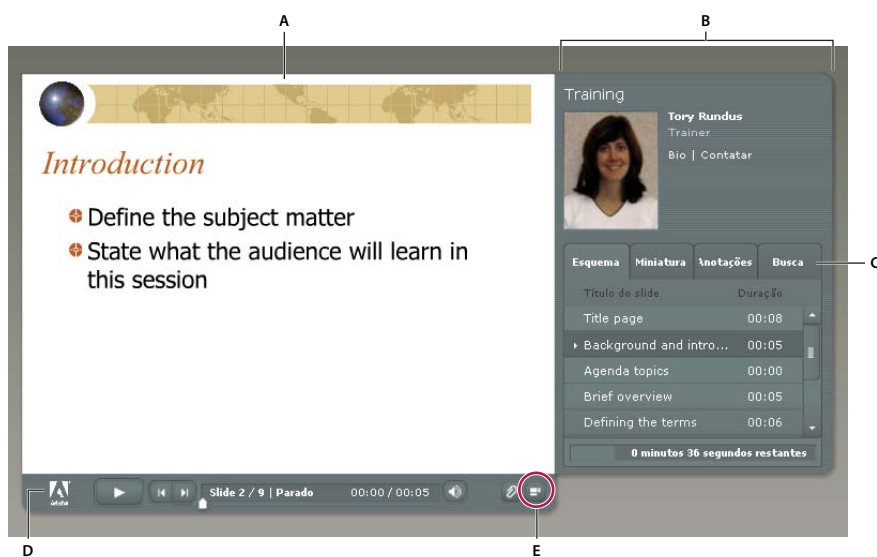 A
B
Training
Tory Rundus
Trainer
Bio | Contatar
Introduction
Define the subject matter
State what the audience will learn in
this session
Esquema Miniatura Anotações Busca
C
Título do slide Duração
Title page 00:08
Background and intro... 00:05
Agenda topics 00:00
Brief overview 00:05
Defining the terms 00:06
0 minutos 36 segundos restantes
Adobe
Slide 2 / 9 | Parado 00:00 / 00:05
D
E